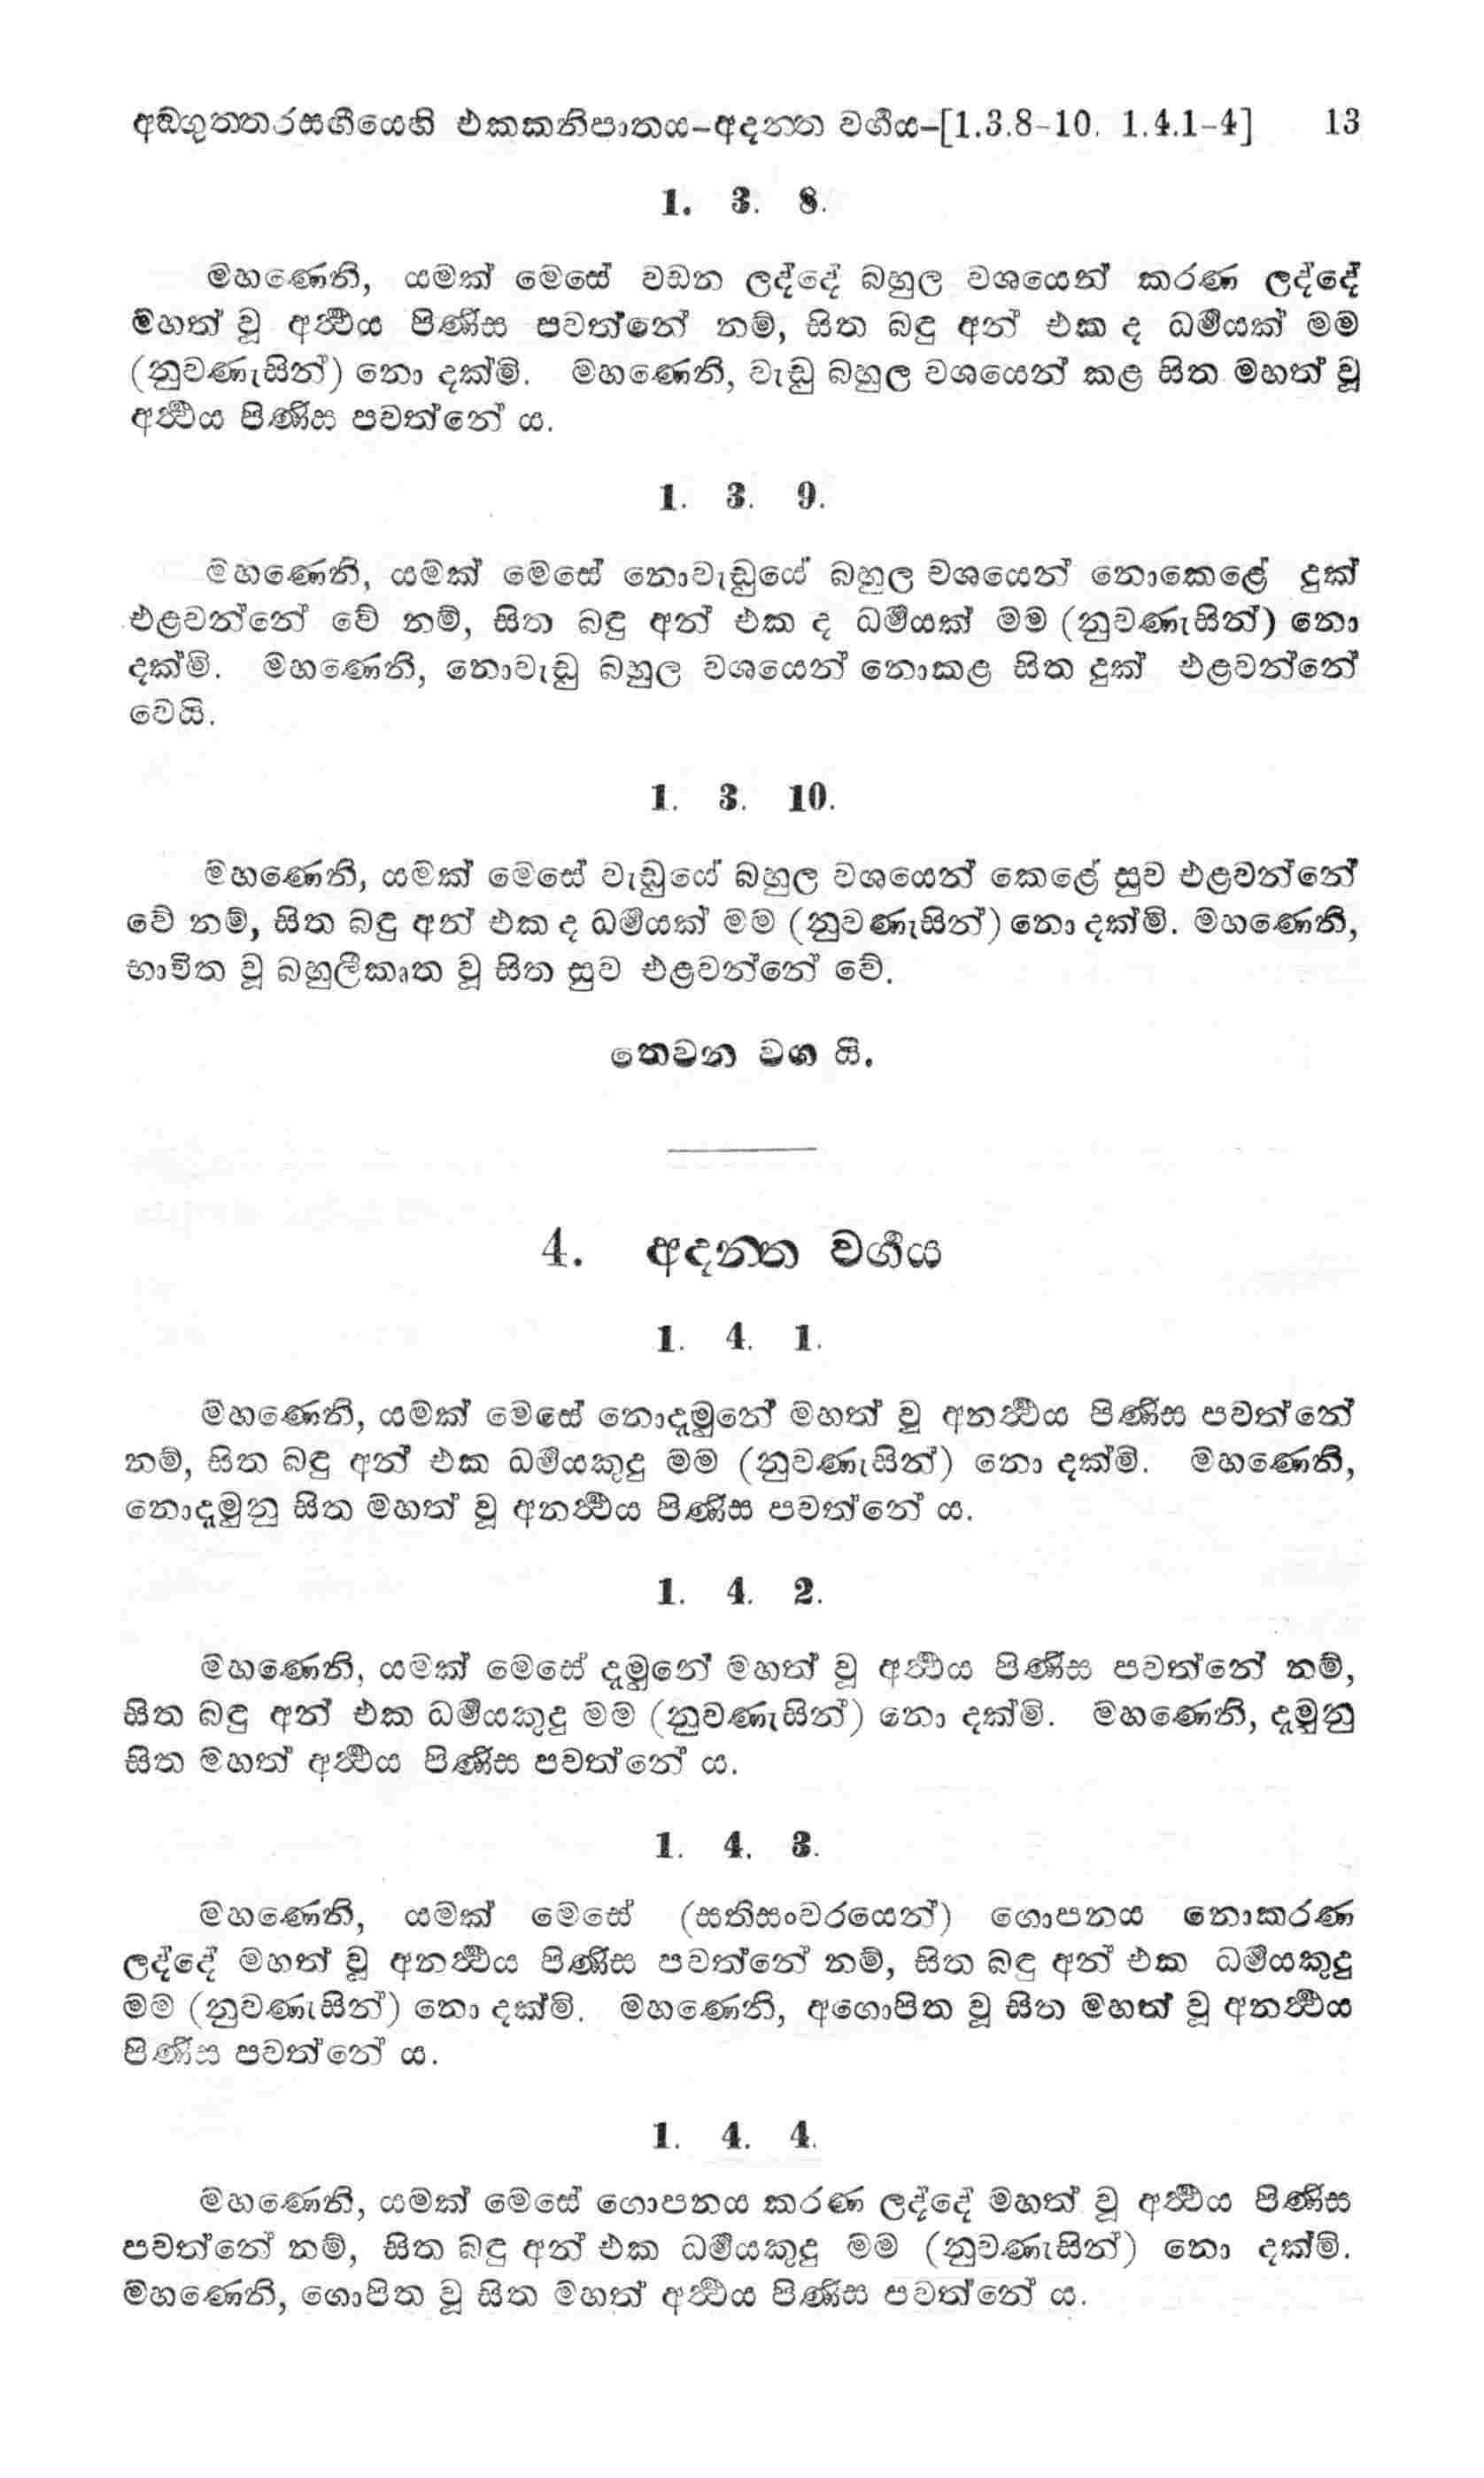 අඞ්ගුත්තරසඟියෙහි එකකනිපාතය-අදන්ත වර්ගය-[1.3.8-10. 1.4.1-4] 13
1. 3. 8.
මහණෙනි, යමක් මෙසේ වඩන ලද්දේ බහුල වශයෙන් කරණ ලද්දේ
මහත් වූ අර්ත්ථය පිණිස පවත්නේ නම්, සිත බඳු අන් එක ද ධර්මයක් මම
(නුවණැසින්) නො දක්මි. මහණෙනි, වැඩු බහුල වශයෙන් කළ සිත මහත් වූ
අර්ත්ථය පිණිස පවත්නේ ය.
1. 3. 9.
මහණෙනි, යමක් මෙසේ නොවැඩුයේ බහුල වශයෙන් නොකෙළේ දුක්
එළවන්නේ වේ නම්, සිත බඳු අන් එක ද ධර්මයක් මම (නුවණැසින්) නො
දක්මි. මහණෙනි, නොවැඩු බහුල වශයෙන් නොකළ සිත දුක් එළවන්නේ
වෙයි.
1. 3. 10.
මහණෙනි, යමක් මෙසේ වැඩුයේ බහුල වශයෙන් කෙළේ සුව එළවන්නේ
වේ නම්, සිත බඳු අන් එක ද ධර්මයක් මම (නුවණැසින්) නො දක්මි. මහණෙනි,
භාවිත වූ බහුලීකෘත වූ සිත සුව එළවන්නේ වේ.
තෙවන වග යි.
4. අදන්ත වර්ගය
1. 4. 1.
මහණෙනි, යමක් මෙසේ නොදැමුනේ මහත් වූ අනර්ත්ථය පිණිස පවත්නේ
නම්, සිත බඳු අන් එක ධර්මයකුදු මම (නුවණැසින්) නො දක්මි. මහණෙනි,
නොදැමුනු සිත මහත් වූ අනර්ත්ථය පිණිස පවත්නේ ය.
1. 4. 2.
මහණෙනි, යමක් මෙසේ දැමුනේ මහත් වූ අර්ත්ථය පිණිස පවත්නේ නම්,
සිත බඳු අන් එක ධර්මයකුදු මම (නුවණැසින්) නො දක්මි. මහණෙනි, දැමුනු
සිත මහත් අර්ත්ථය පිණිස පවත්නේ ය.
1. 4. 3.
මහණෙනි, යමක් මෙසේ (සතිසංවරයෙන්) ගොපනය නොකරණ
ලද්දේ මහත් වූ අනර්ත්ථය පිණිස පවත්නේ නම්, සිත බඳු අන් එක ධර්මයකුදු
මම (නුවණැසින්) නො දක්මි. මහණෙනි, අගොපිත වූ සිත මහත් වූ අනර්ත්ථය
පිණිස පවත්නේ ය.
1. 4. 4.
මහණෙනි, යමක් මෙසේ ගොපනය කරණ ලද්දේ මහත් වූ අර්ත්ථය පිණිස
පවත්නේ නම්, සිත බඳු අන් එක ධර්මයකුදු මම (නුවණැසින්) නො දක්මි.
මහණෙනි, ගොපිත වූ සිත මහත් අර්ත්ථය පිණිස පවත්නේ ය.